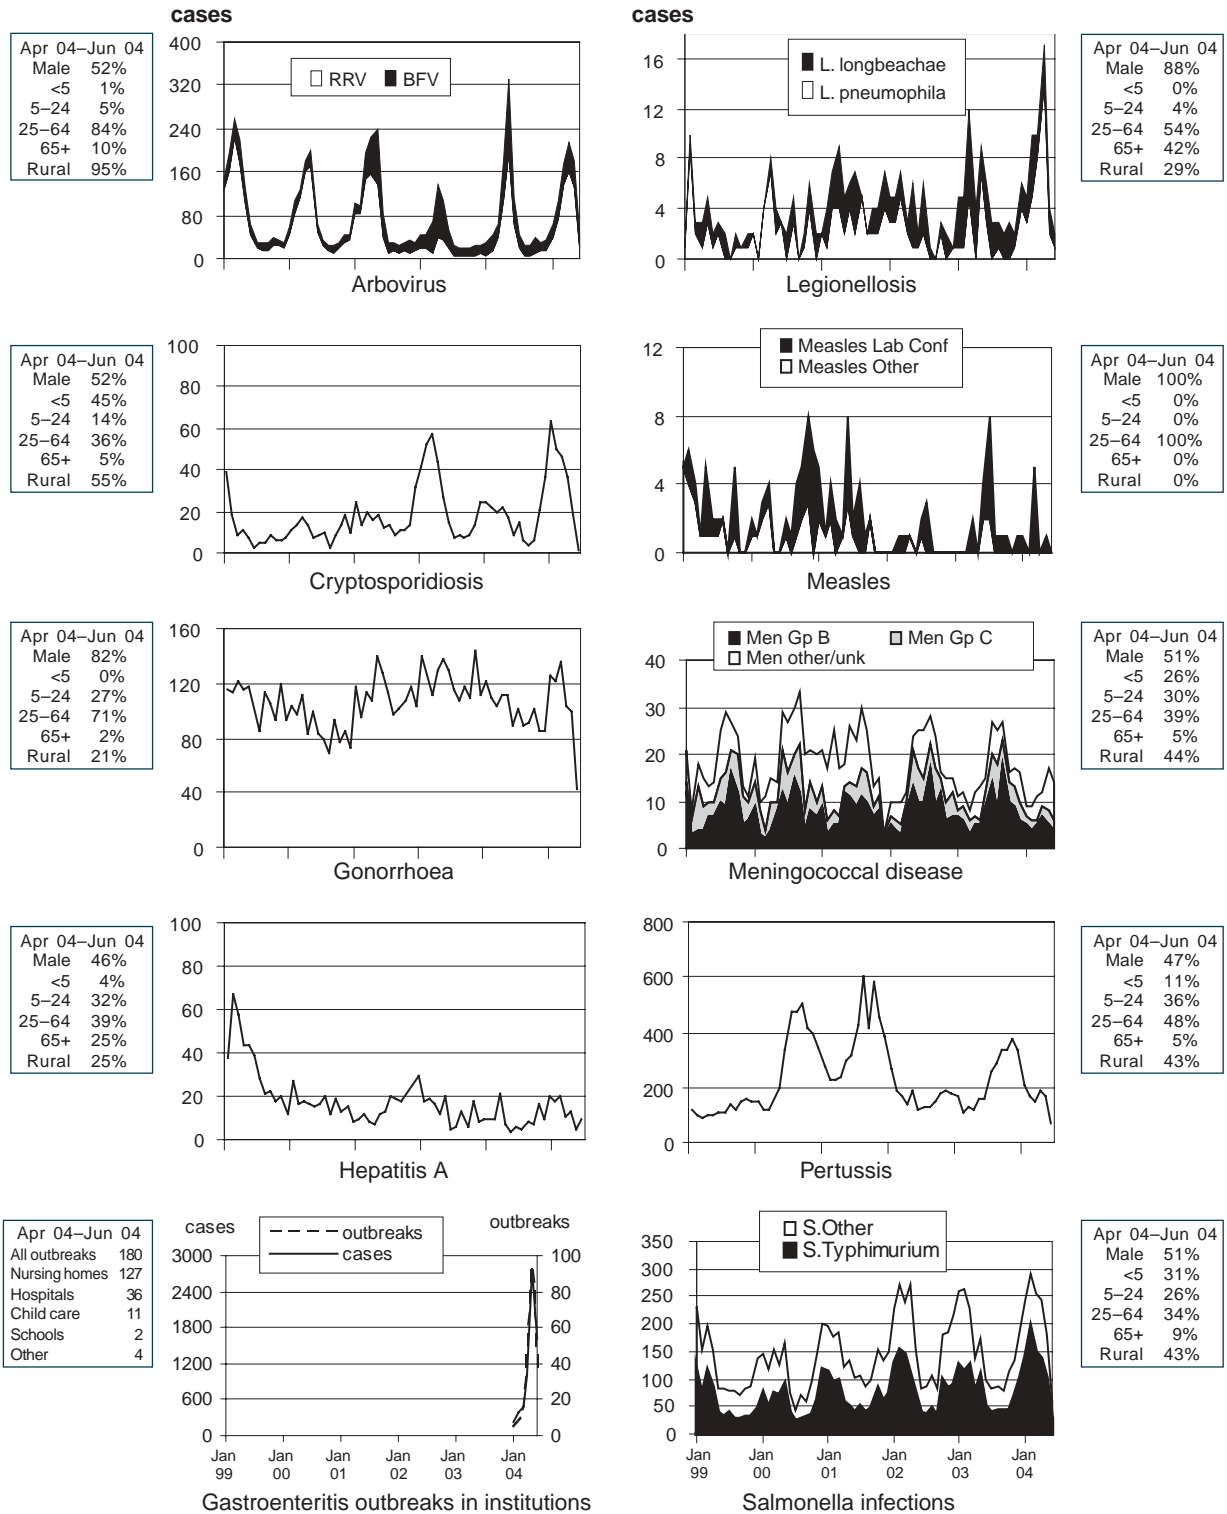 cases
cases
Apr 04–Jun 04
Male 52%
<5 1%
5–24 5%
25–64 84%
65+ 10%
Rural 95%
400
320
240
160
80
0
RRV BFV
Arbovirus
16
12
8
4
0
L. longbeachae
L. pneumophila
Legionellosis
Apr 04–Jun 04
Male 88%
<5 0%
5–24 4%
25–64 54%
65+ 42%
Rural 29%
Apr 04–Jun 04
Male 52%
<5 45%
5–24 14%
25–64 36%
65+ 5%
Rural 55%
100
80
60
40
20
0
Cryptosporidiosis
12
8
4
0
Measles Lab Conf
Measles Other
Measles
Apr 04–Jun 04
Male 100%
<5 0%
5–24 0%
25–64 100%
65+ 0%
Rural 0%
Apr 04–Jun 04
Male 82%
<5 0%
5–24 27%
25–64 71%
65+ 2%
Rural 21%
160
120
80
40
0
Gonorrhoea
Men Gp B Men Gp C
Men other/unk
40
30
20
10
0
Meningococcal disease
Apr 04–Jun 04
Male 51%
<5 26%
5–24 30%
25–64 39%
65+ 5%
Rural 44%
Apr 04–Jun 04
Male 46%
<5 4%
5–24 32%
25–64 39%
65+ 25%
Rural 25%
100
80
60
40
20
0
Hepatitis A
800
600
400
200
0
Pertussis
Apr 04–Jun 04
Male 47%
<5 11%
5–24 36%
25–64 48%
65+ 5%
Rural 43%
Apr 04–Jun 04
All outbreaks 180
Nursing homes 127
Hospitals 36
Child care 11
Schools 2
Other 4
cases
outbreaks
outbreaks
cases
3000
2400
1800
1200
600
0
100
80
60
40
20
0
Jan 99 Jan 00 Jan 01 Jan 02 Jan 03 Jan 04
Gastroenteritis outbreaks in institutions
S.Other
S.Typhimurium
350
300
250
200
150
100
50
0
Jan 99 Jan 00 Jan 01 Jan 02 Jan 03 Jan 04
Salmonella infections
Apr 04–Jun 04
Male 51%
<5 31%
5–24 26%
25–64 34%
65+ 9%
Rural 43%